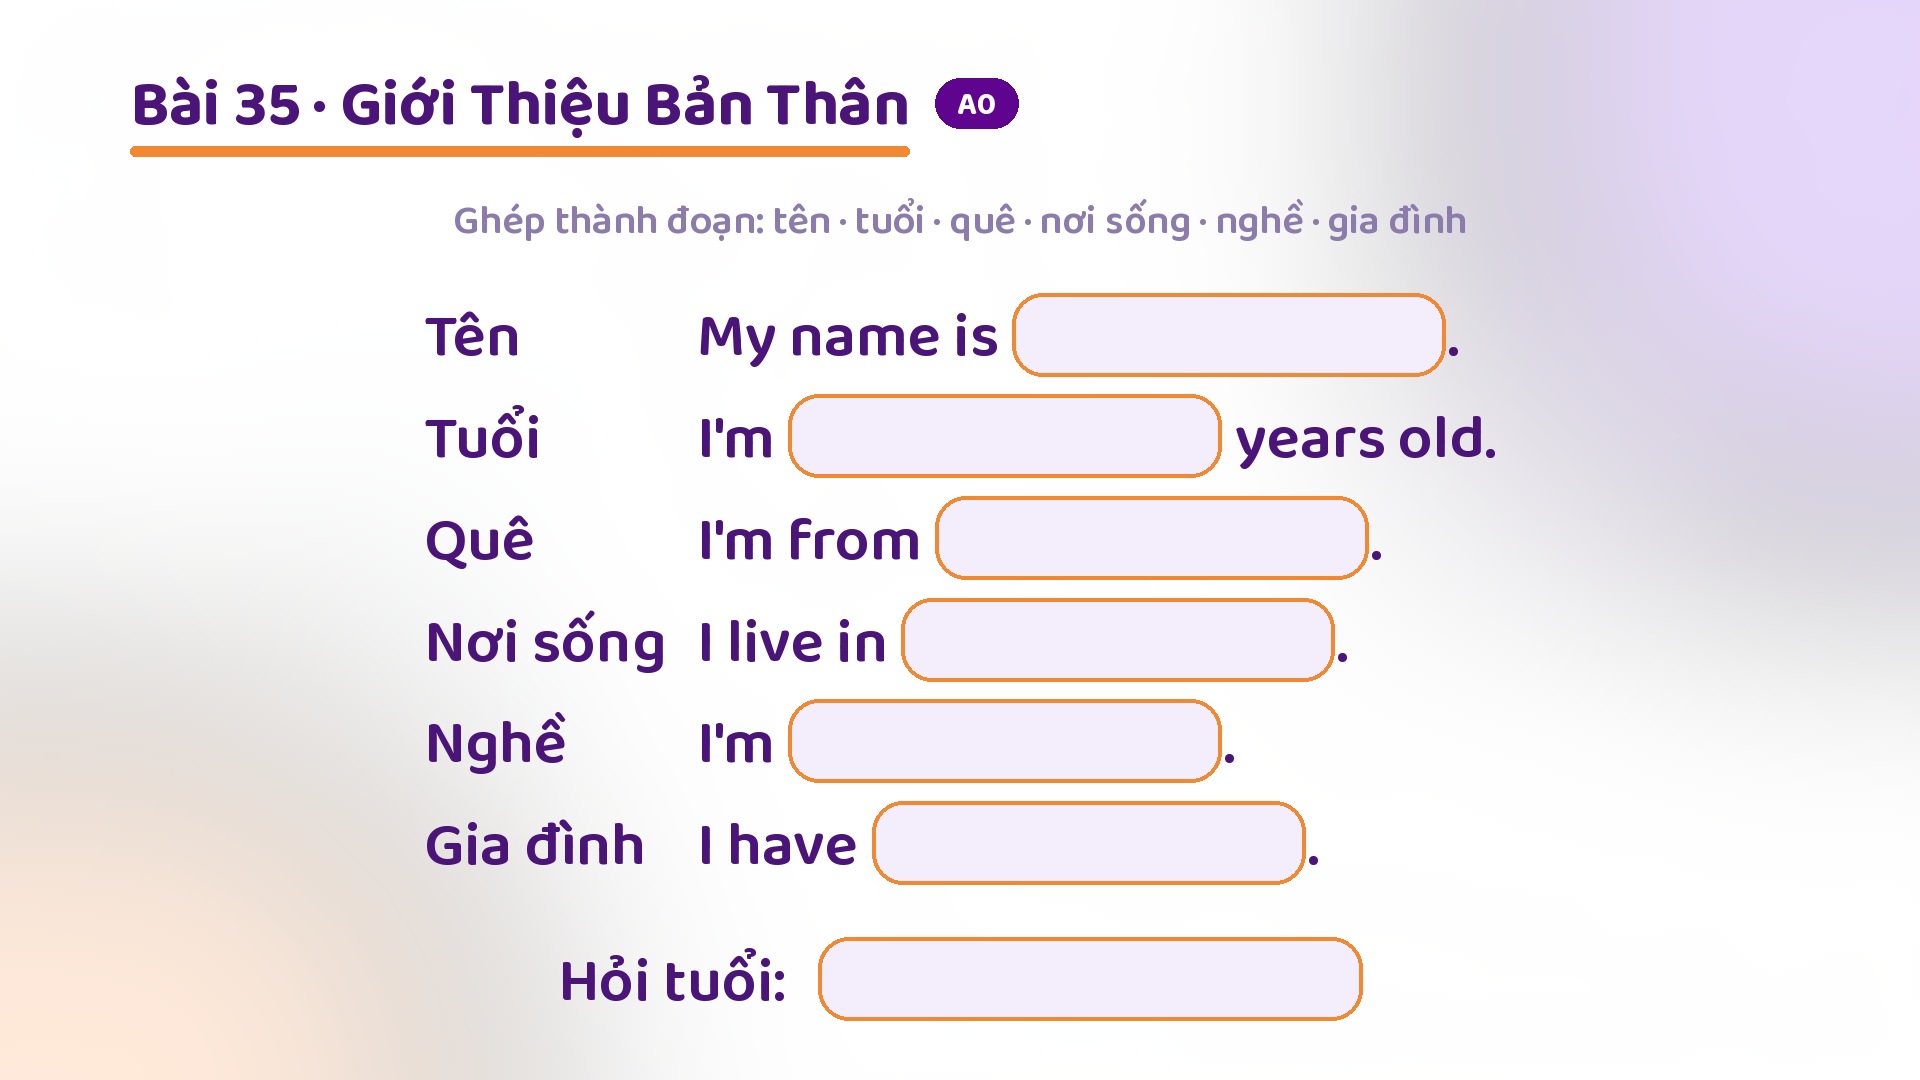 Bài 35 · Giới Thiệu Bản Thân A0
Ghép thành đoạn: tên · tuổi · quê · nơi sống · nghề · gia đình
Tên My name is .
Tuổi I'm years old.
Quê I'm from .
Nơi sống I live in .
Nghề I'm .
Gia đình I have .
Hỏi tuổi: